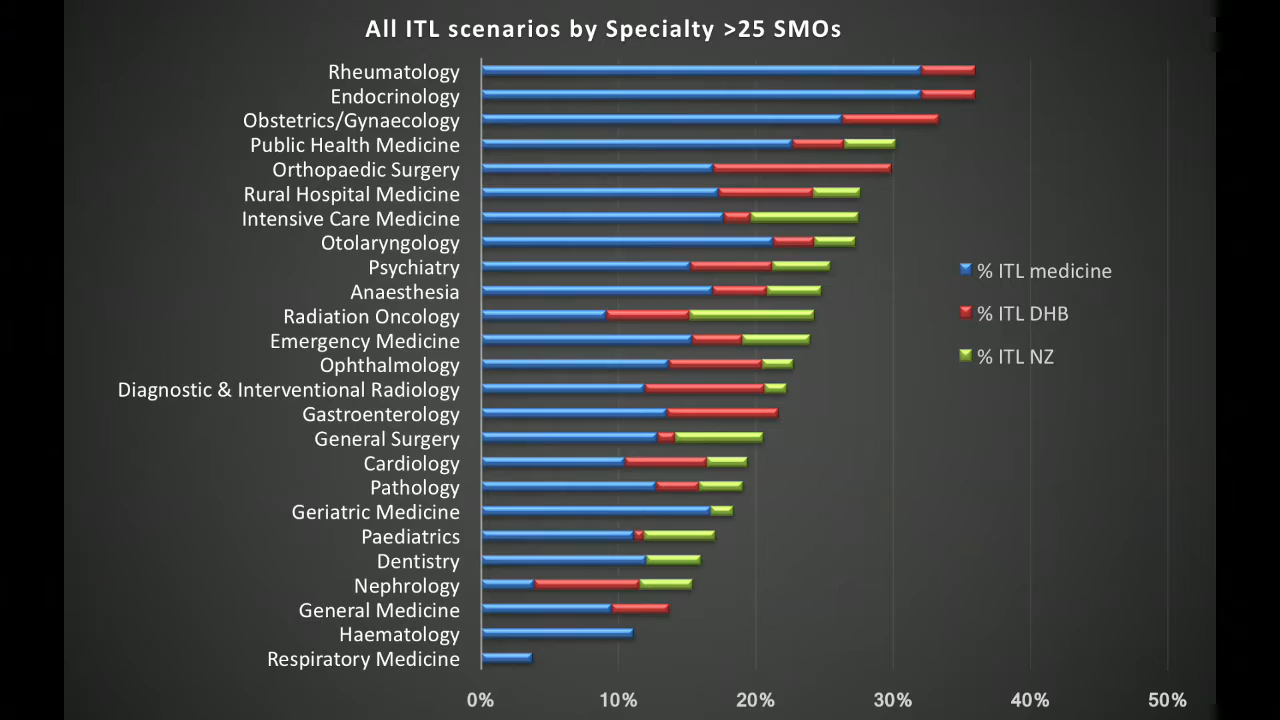 All ITL scenarios by Specialty >25 SMOs
Rheumatology
Endocrinology
Obstetrics/Gynaecology
Public Health Medicine
Orthopaedic Surgery
Rural Hospital Medicine
Intensive Care Medicine
Otolaryngology
Psychiatry
Anaesthesia
Radiation Oncology
Emergency Medicine
Ophthalmology
Diagnostic & Interventional Radiology
Gastroenterology
General Surgery
Cardiology
Pathology
Geriatric Medicine
Paediatrics
Dentistry
Nephrology
General Medicine
Haematology
Respiratory Medicine
% ITL medicine
% ITL DHB
% ITL NZ
0% 10% 20% 30% 40% 50%